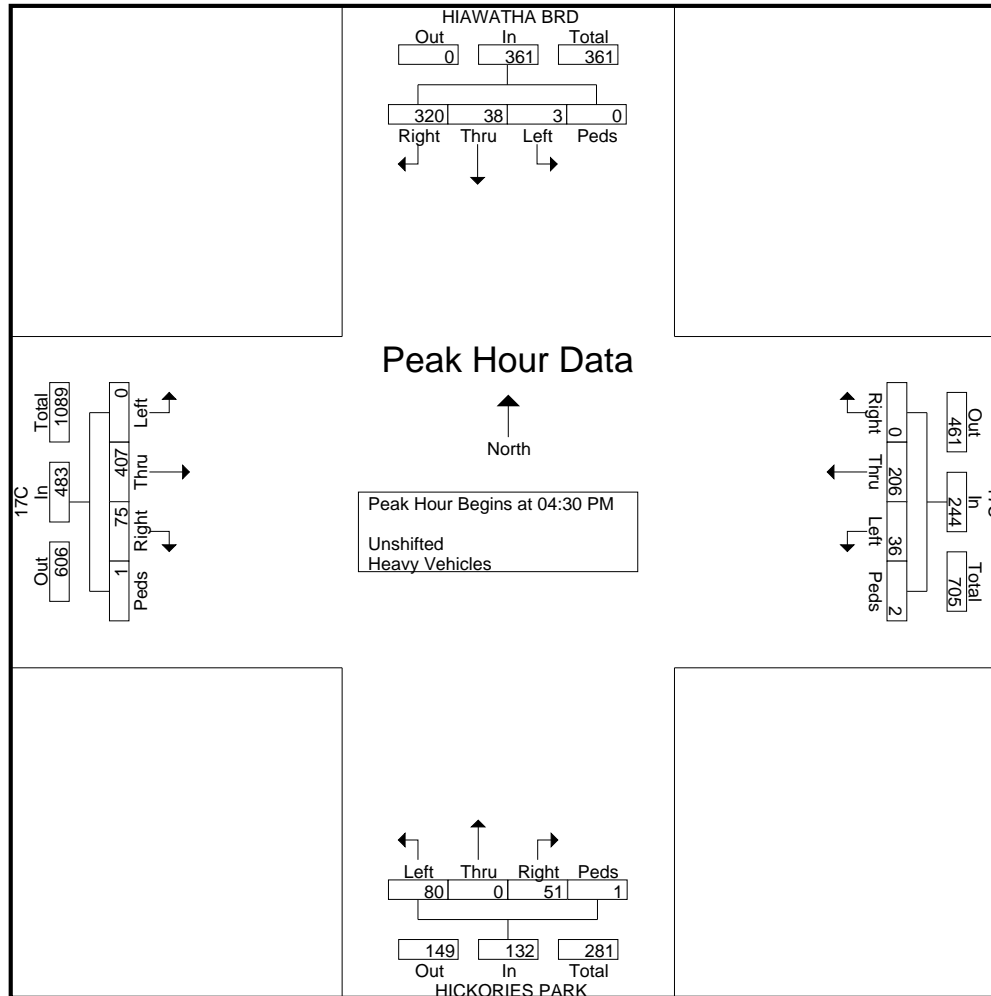 HIAWATHA BRD
Out In Total
0 361 361
320 38 3 0
Right Thru Left Peds
Peak Hour Data
North
Peak Hour Begins at 04:30 PM
Unshifted
Heavy Vehicles
17C
Out In Total
606 483 1089
0 407 75 1
Left Thru Right Peds
Out In Total
461 244 705
Right Thru Left Peds
0 206 36 2
Left Thru Right Peds
80 0 51 1
149 132 281
Out In Total
HICKORIES PARK